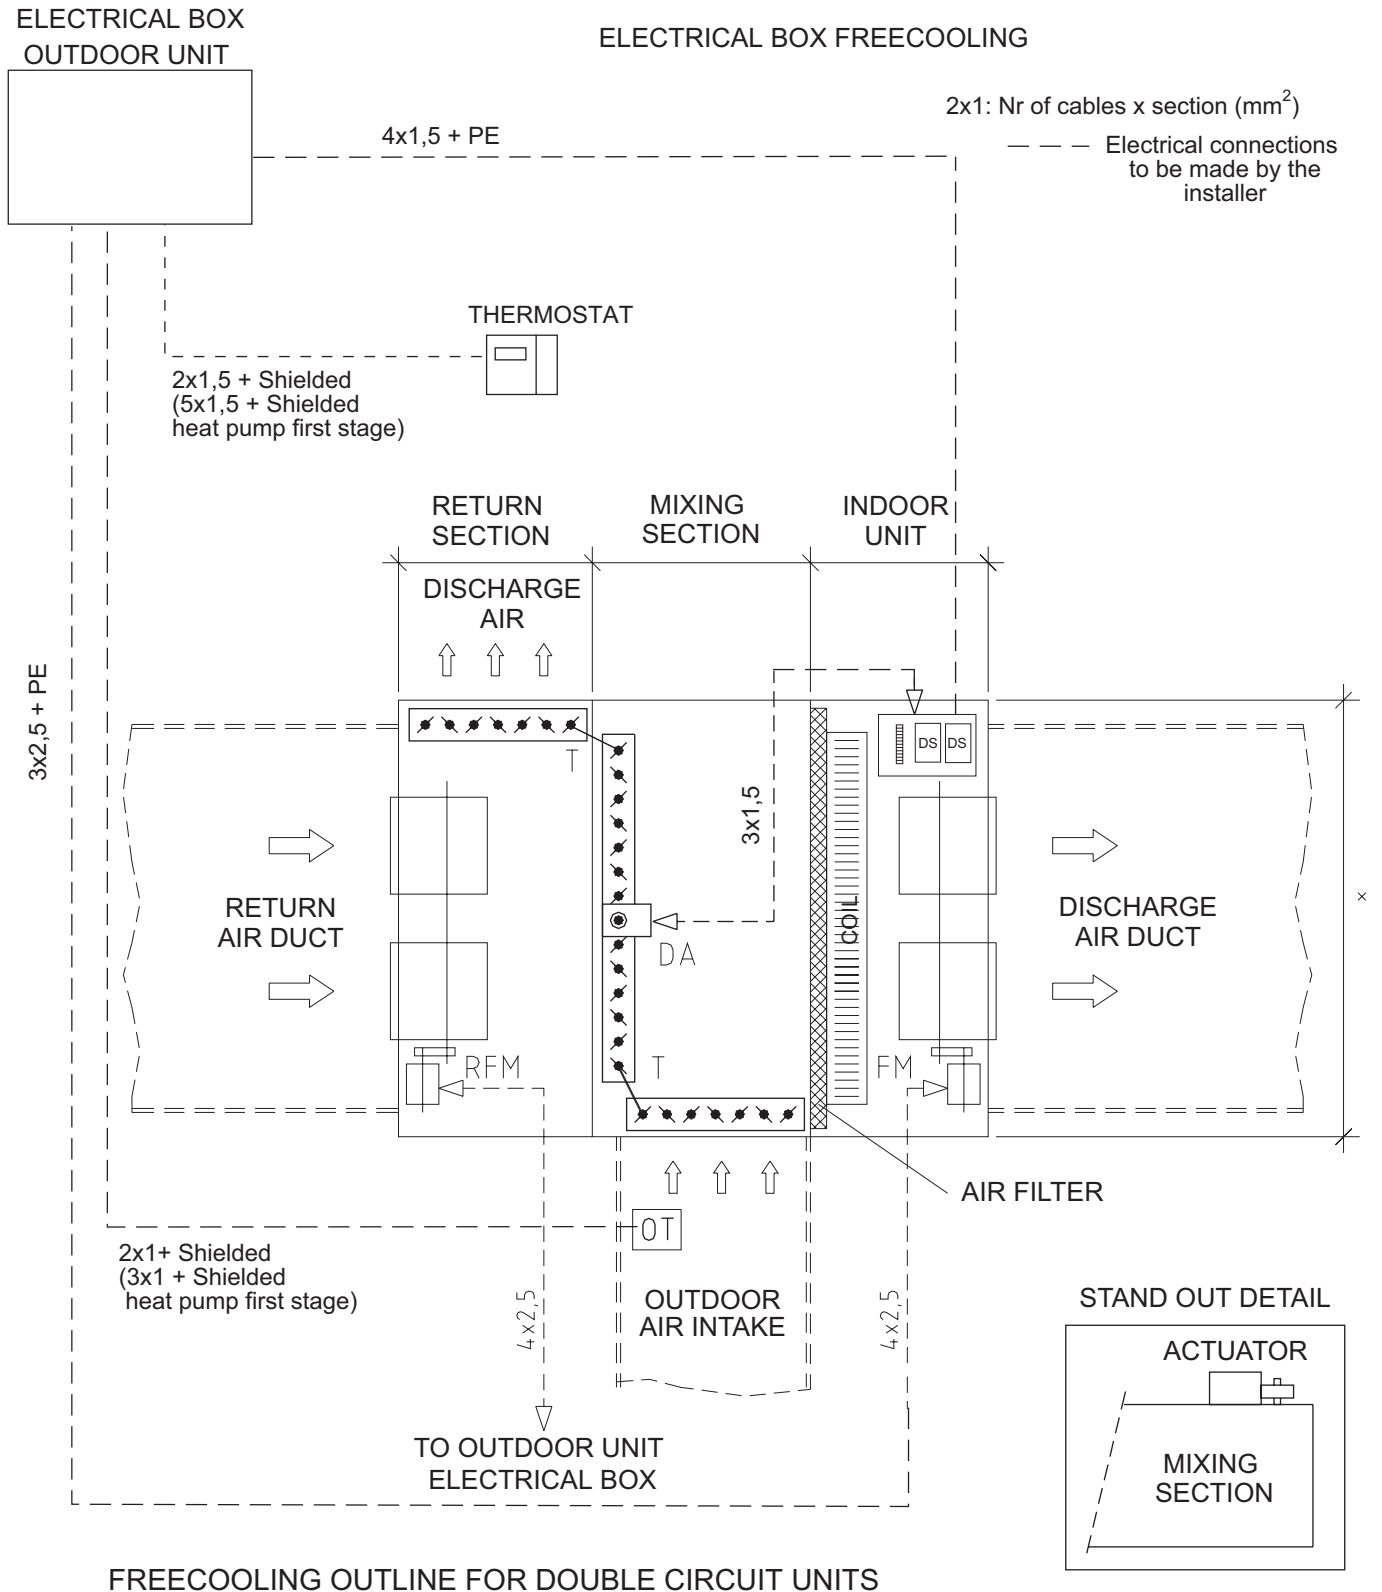 ELECTRICAL BOX
OUTDOOR UNIT
ELECTRICAL BOX FREECOOLING
2x1: Nr of cables x section (mm²)
Electrical connections
to be made by the
installer
4x1,5 + PE
THERMOSTAT
2x1,5 + Shielded
(5x1,5 + Shielded
heat pump first stage)
RETURN
SECTION
MIXING
SECTION
INDOOR
UNIT
DISCHARGE
AIR
3x2,5 + PE
T
DS
DS
3x1,5
RETURN
AIR DUCT
COIL
DISCHARGE
AIR DUCT
x
DA
RFM
T
FM
AIR FILTER
OT
2x1+ Shielded
(3x1 + Shielded
heat pump first stage)
4x2,5
OUTDOOR
AIR INTAKE
4x2,5
STAND OUT DETAIL
ACTUATOR
MIXING
SECTION
TO OUTDOOR UNIT
ELECTRICAL BOX
FREECOOLING OUTLINE FOR DOUBLE CIRCUIT UNITS